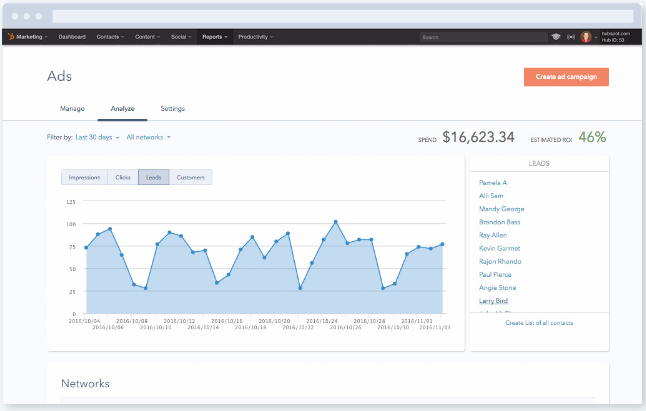 Marketing Dashboard Contacts Content Social Reports Productivity Search hubspot.com
Hub ID: 53
Ads
Create ad campaign
Manage Analyze Settings
Filter by: Last 30 days All networks SPEND $16,623.34 ESTIMATED ROI 46%
Impressions Clicks Leads Customers
125
100
75
50
25
0
2016/10/04 2016/10/08 2016/10/12 2016/10/16 2016/10/20 2016/10/24 2016/10/28 2016/11/01
2016/10/06 2016/10/10 2016/10/14 2016/10/18 2016/10/22 2016/10/26 2016/10/30 2016/11/03
LEADS
Pamela A
Alli Sam
Mandy George
Brandon Bass
Ray Allen
Kevin Garmet
Rajon Rhondo
Paul Pierce
Angie Stone
Larry Bird
Create List of all contacts
Networks